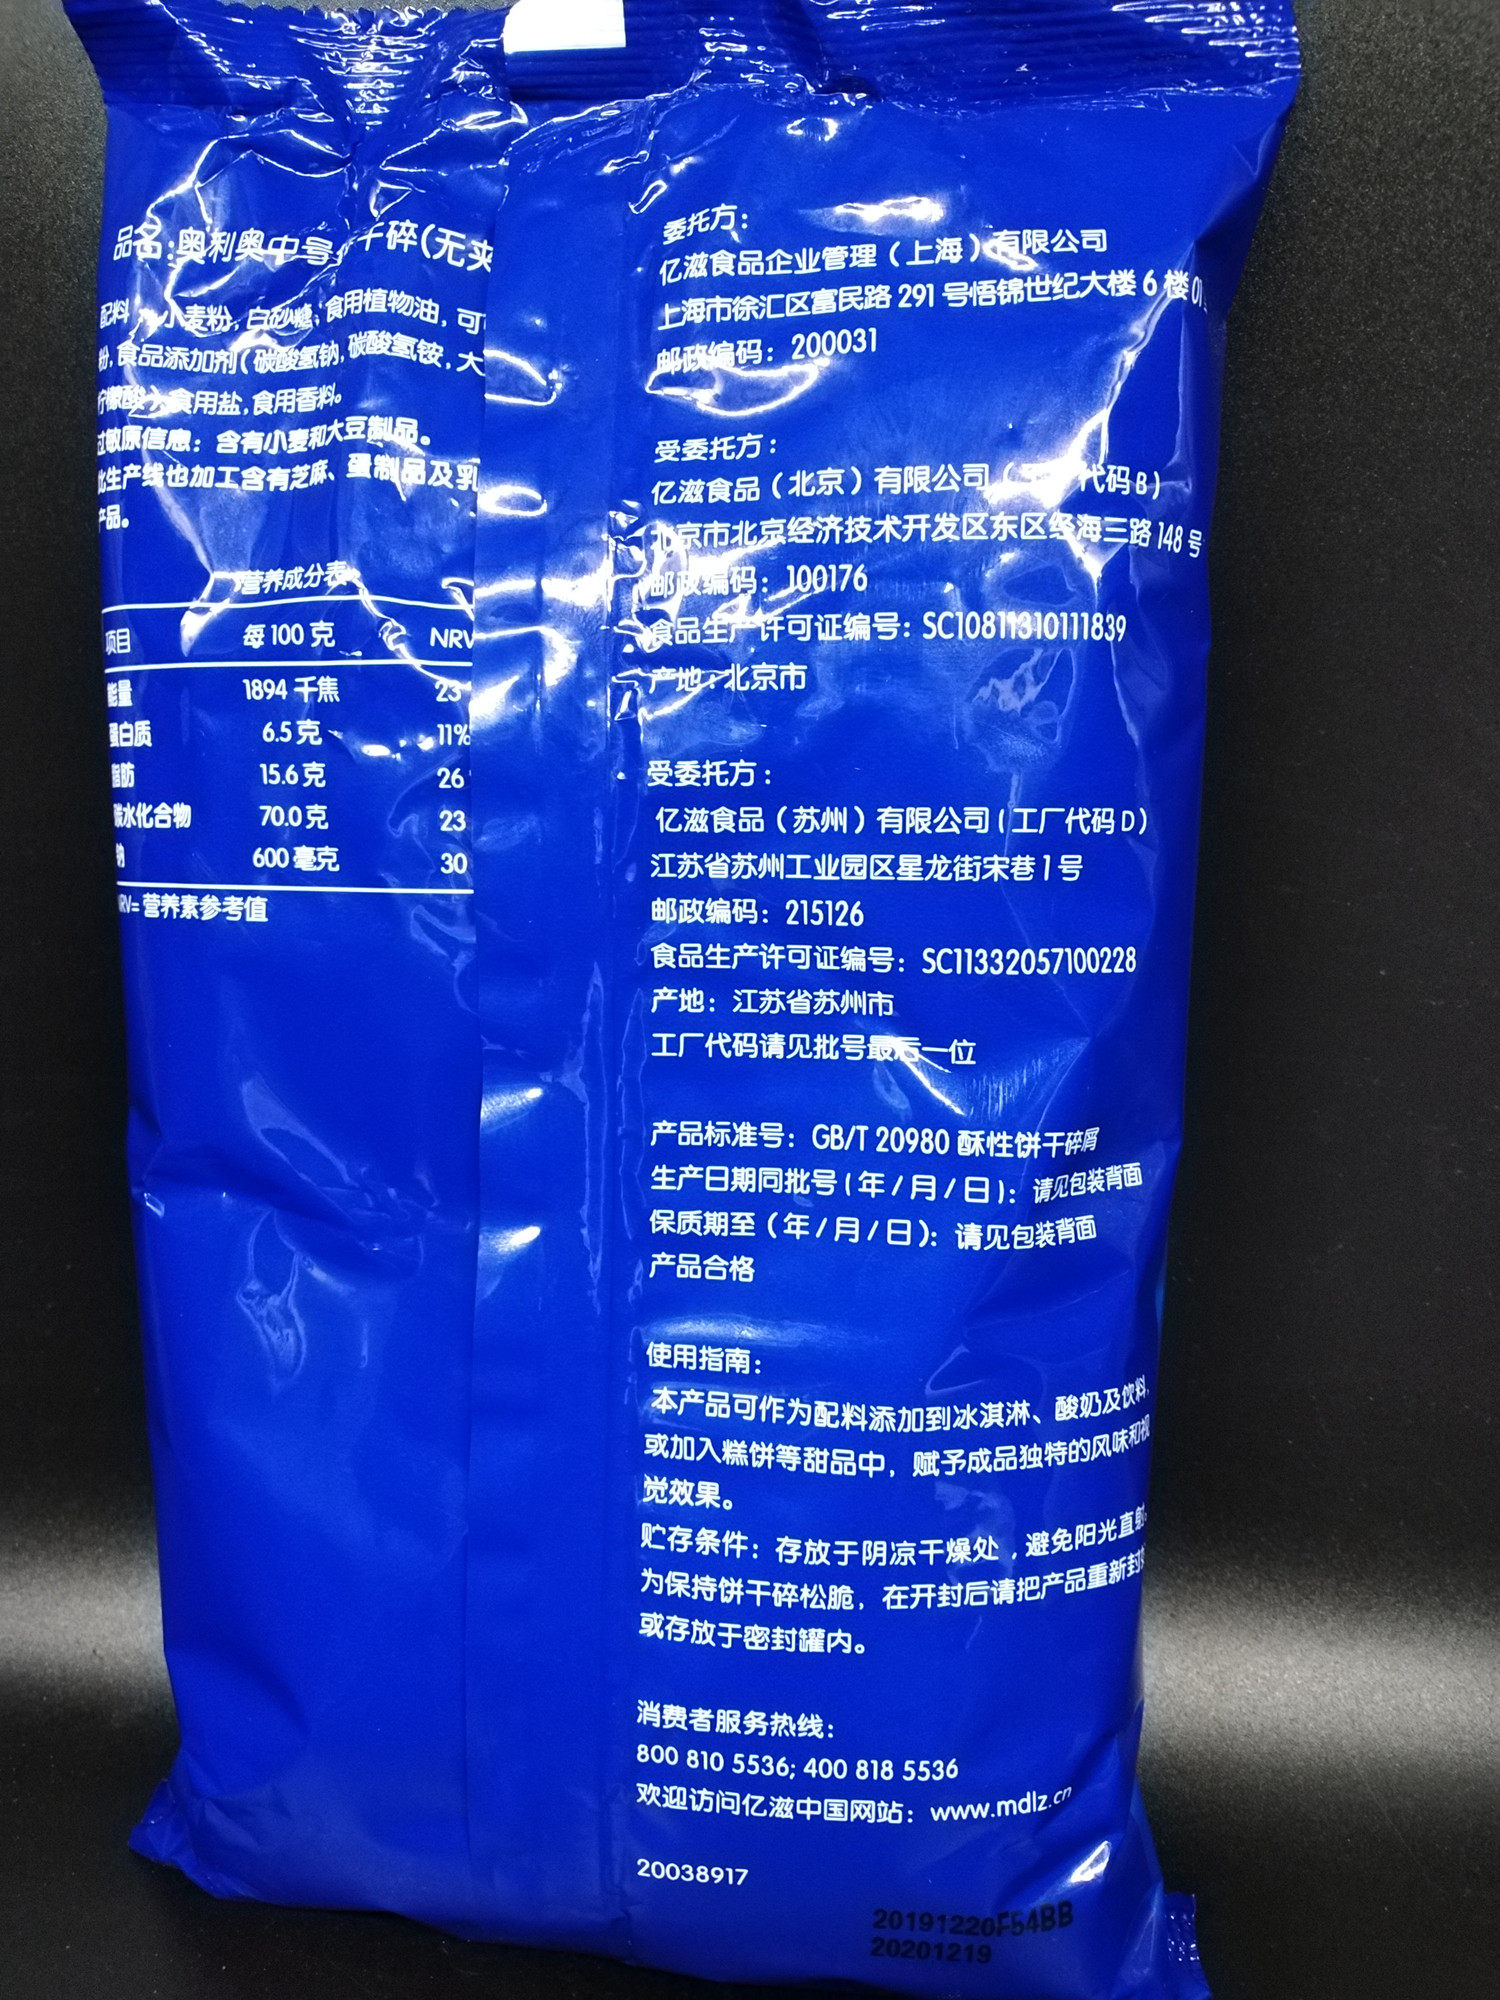 品名:奥利奥中号 干碎(无夹
配料: 小麦粉, 白砂糖, 食用植物油, 可
粉, 食品添加剂(碳酸氢钠, 碳酸氢铵, 大
柠檬酸), 食用盐, 食用香料。
过敏原信息: 含有小麦和大豆制品。
此生产线也加工含有芝麻、蛋制品及乳
产品。
营养成分表
项目 每100克 NRV
能量 1894千焦 23
蛋白质 6.5克 11%
脂肪 15.6克 26
碳水化合物 70.0克 23
钠 600毫克 30
NRV=营养素参考值
委托方:
亿滋食品企业管理(上海)有限公司
上海市徐汇区富民路291号悟锦世纪大楼6楼01
邮政编码: 200031
受委托方:
亿滋食品(北京)有限公司( 代码B)
北京市北京经济技术开发区东区经海三路148号
邮政编码: 100176
食品生产许可证编号: SC10811310111839
产地: 北京市
受委托方:
亿滋食品(苏州)有限公司(工厂代码D)
江苏省苏州工业园区星龙街宋巷1号
邮政编码: 215126
食品生产许可证编号: SC11332057100228
产地: 江苏省苏州市
工厂代码请见批号最后一位
产品标准号: GB/T 20980 酥性饼干碎屑
生产日期同批号(年/月/日): 请见包装背面
保质期至(年/月/日): 请见包装背面
产品合格
使用指南:
本产品可作为配料添加到冰淇淋、酸奶及饮料,
或加入糕饼等甜品中, 赋予成品独特的风味和视
觉效果。
贮存条件: 存放于阴凉干燥处, 避免阳光直射。
为保持饼干碎松脆, 在开封后请把产品重新封
或存放于密封罐内。
消费者服务热线:
800 810 5536; 400 818 5536
欢迎访问亿滋中国网站: www.mdlz.cn
20038917
20191220F54BB
20201219